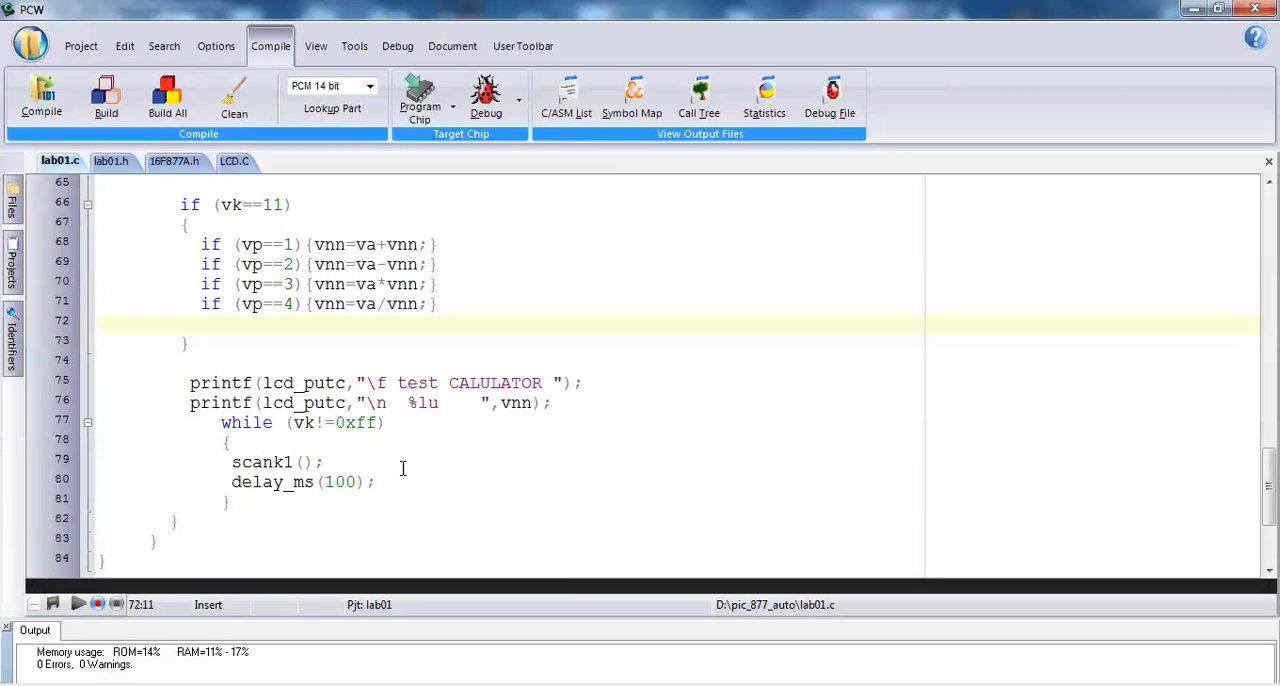 PCW
Project Edit Search Options Compile View Tools Debug Document User Toolbar
Compile Build Build All Clean
PCM 14 bit
Lookup Part
Program Chip Debug
C/ASM List Symbol Map Call Tree Statistics Debug File
Compile Target Chip View Output Files
lab01.c lab01.h 16F877A.h LCD.C
Files
Projects
Identifiers
65
66 if (vk==11)
67 {
68 if (vp==1){vnn=va+vnn;}
69 if (vp==2){vnn=va-vnn;}
70 if (vp==3){vnn=va*vnn;}
71 if (vp==4){vnn=va/vnn;}
72
73 }
74
75 printf(lcd_putc,"\f test CALULATOR ");
76 printf(lcd_putc,"\n  %lu    ",vnn);
77 while (vk!=0xff)
78 {
79 scank1();
80 delay_ms(100);
81 }
82 }
83 }
84 }
72:11 Insert Pjt: lab01 D:\pic_877_auto\lab01.c
Output
Memory usage: ROM=14% RAM=11% - 17%
0 Errors, 0 Warnings.